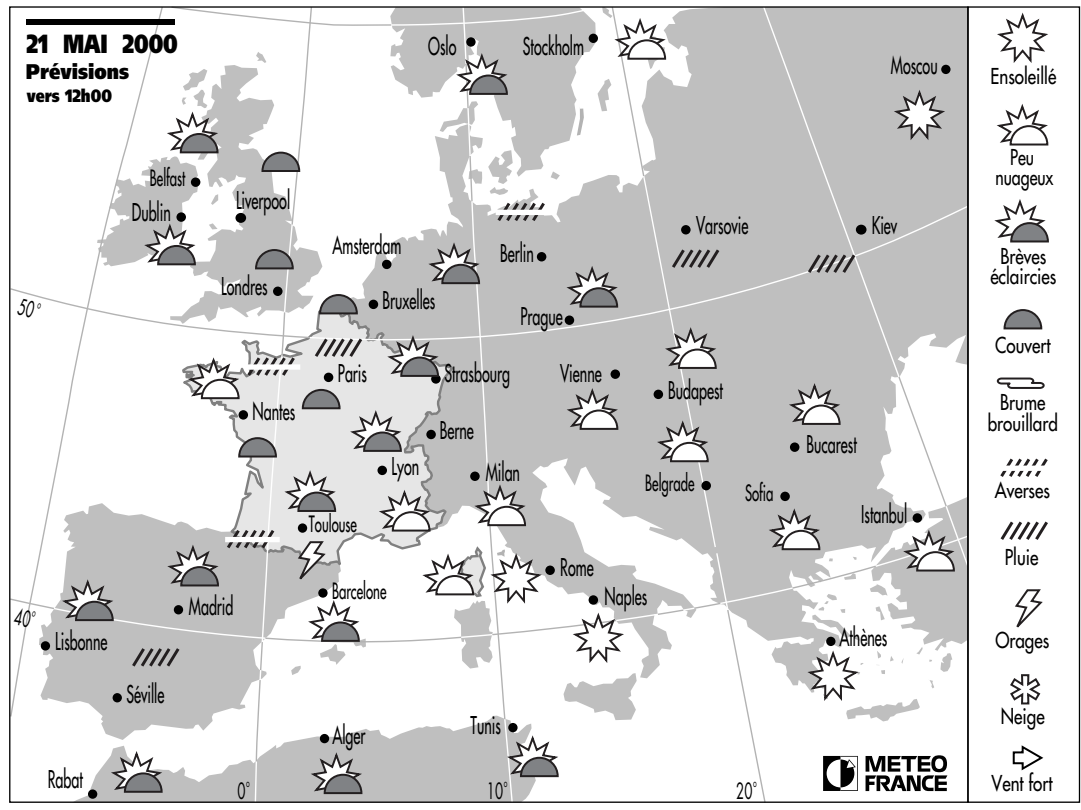 21 MAI 2000
Prévisions
vers 12h00
Oslo
Stockholm
Moscou
Belfast
Dublin
Liverpool
Londres
Amsterdam
Bruxelles
Berlin
Varsovie
Kiev
Prague
50°
Paris
Strasbourg
Nantes
Berne
Lyon
Vienne
Budapest
Bucarest
Milan
Belgrade
Sofia
Istanbul
Toulouse
Barcelone
Rome
Naples
Madrid
40°
Lisbonne
Séville
Athènes
Alger
Tunis
Rabat
0°
10°
20°
METEO
FRANCE
Ensoleillé
Peu
nuageux
Brèves
éclaircies
Couvert
Brume
brouillard
Averses
Pluie
Orages
Neige
Vent fort